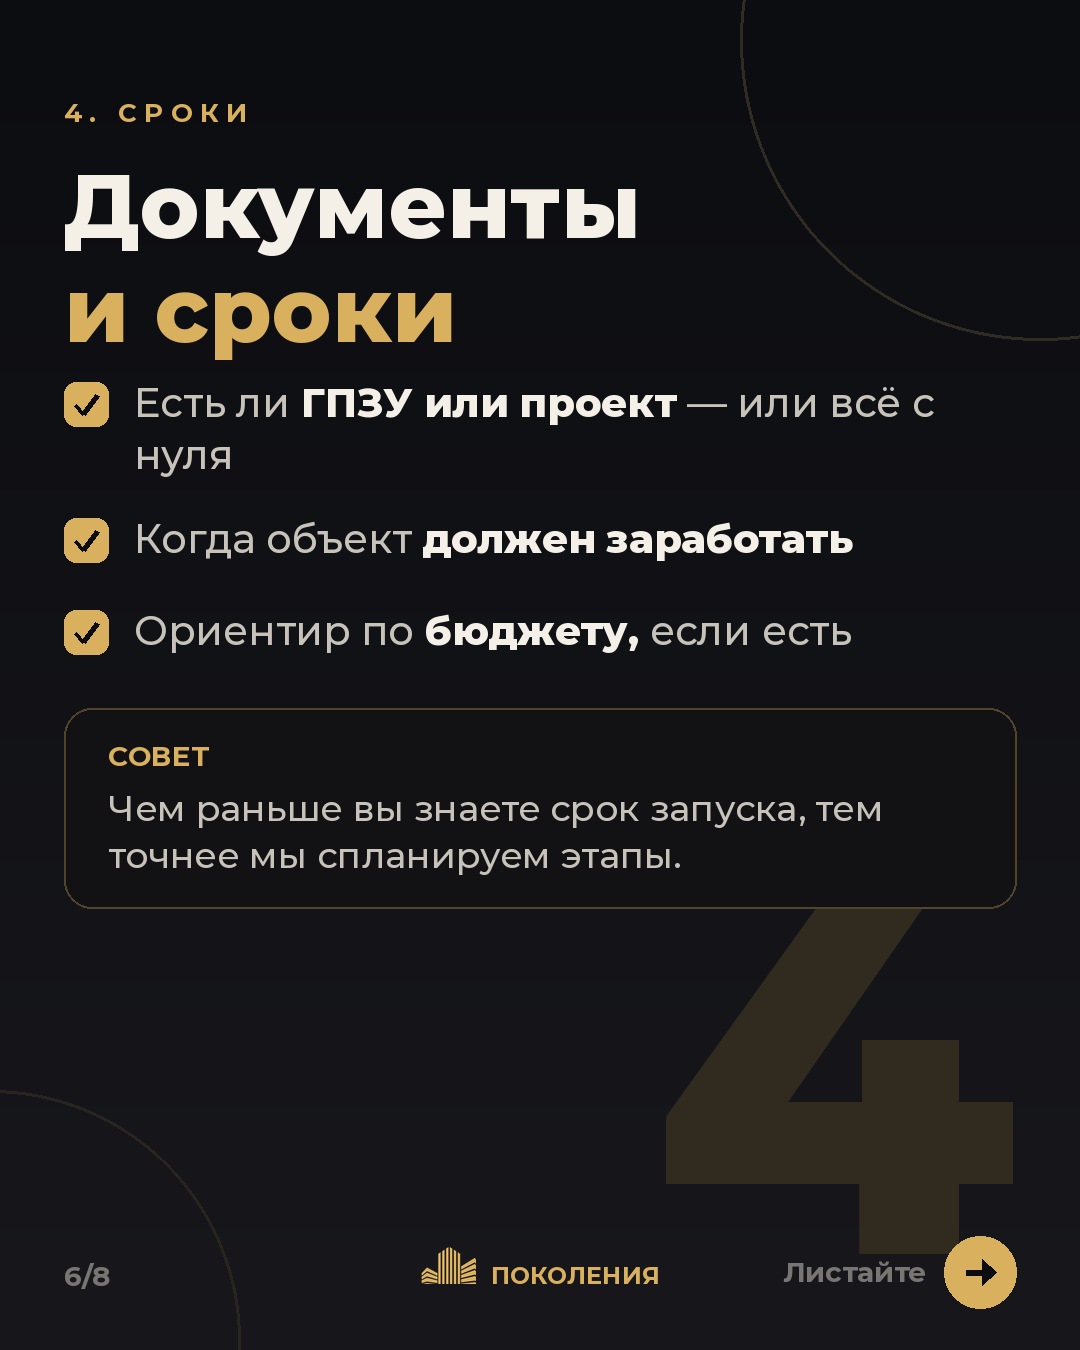 4. СРОКИ
Документы
и сроки
Есть ли ГПЗУ или проект — или всё с
нуля
Когда объект должен заработать
Ориентир по бюджету, если есть
СОВЕТ
Чем раньше вы знаете срок запуска, тем
точнее мы спланируем этапы.
4
6/8
ПОКОЛЕНИЯ
Листайте